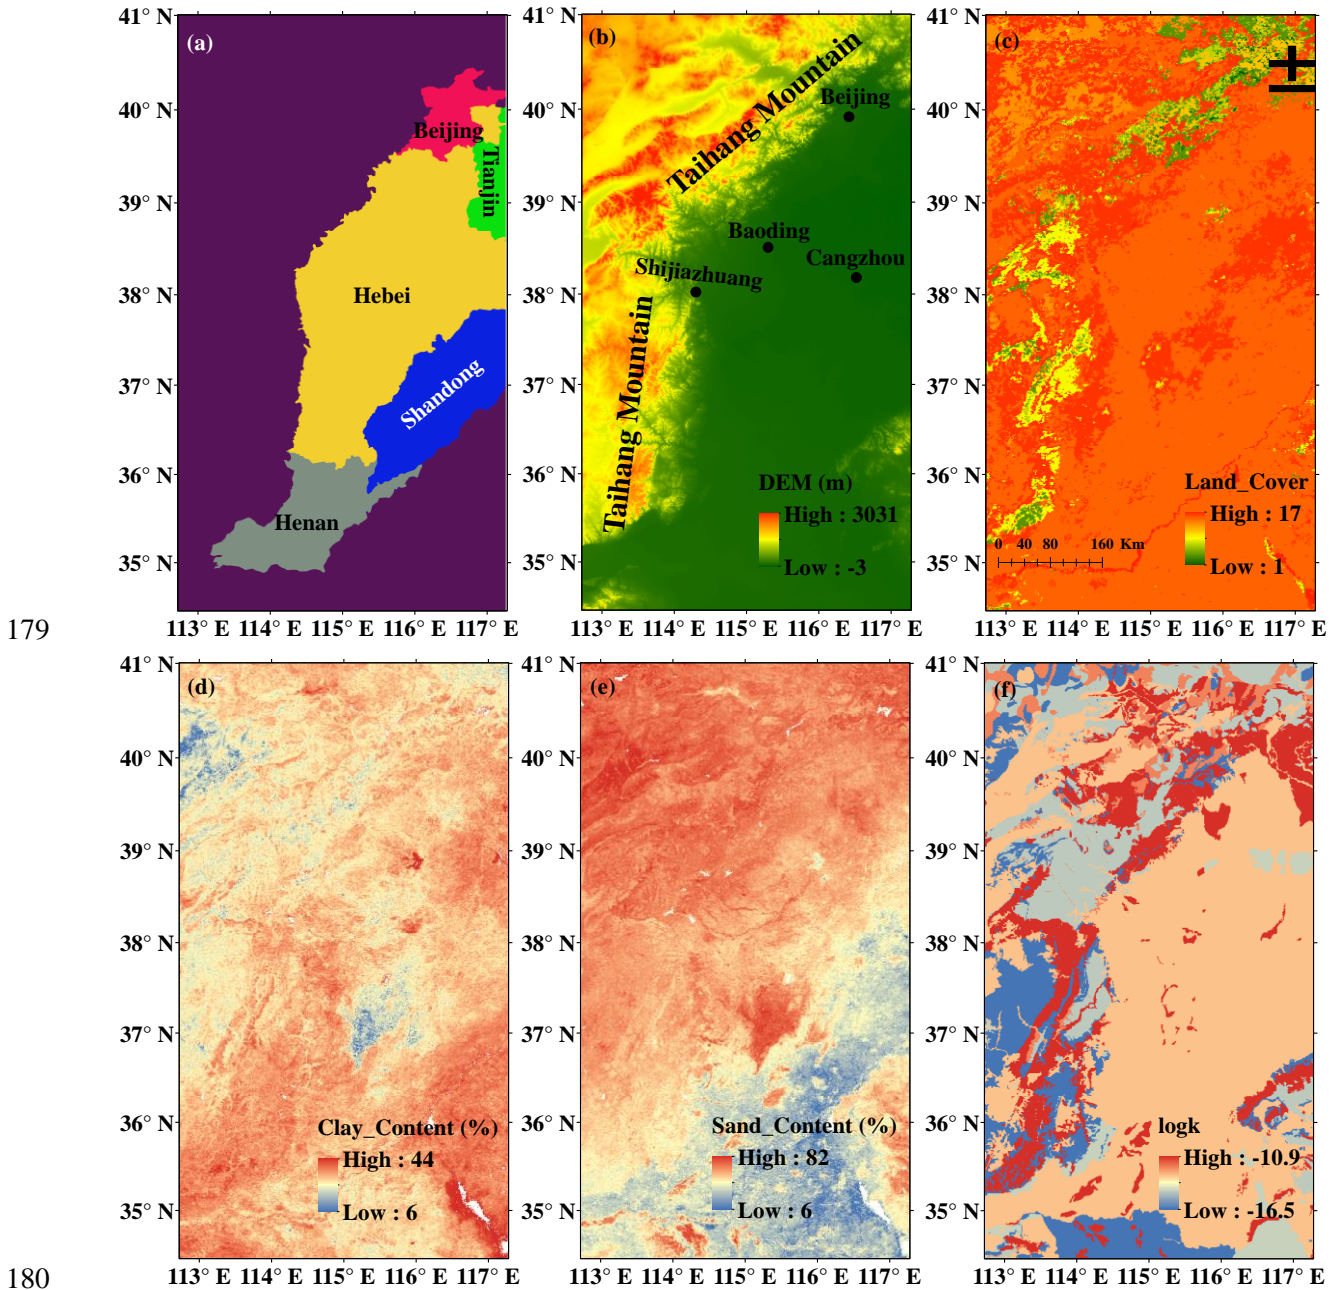 41° N
40° N
39° N
38° N
37° N
36° N
35° N
(a)
Beijing
Tianjin
Hebei
Shandong
Henan
113° E 114° E 115° E 116° E 117° E
41° N
40° N
39° N
38° N
37° N
36° N
35° N
(b)
Taihang Mountain
Beijing
Baoding
Cangzhou
Shijiazhuang
Taihang Mountain
DEM (m)
High : 3031
Low : -3
113° E 114° E 115° E 116° E 117° E
41° N
40° N
39° N
38° N
37° N
36° N
35° N
(c)
Land_Cover
High : 17
Low : 1
0 40 80 160 Km
113° E 114° E 115° E 116° E 117° E
179
41° N
40° N
39° N
38° N
37° N
36° N
35° N
(d)
Clay_Content (%)
High : 44
Low : 6
113° E 114° E 115° E 116° E 117° E
41° N
40° N
39° N
38° N
37° N
36° N
35° N
(e)
Sand_Content (%)
High : 82
Low : 6
113° E 114° E 115° E 116° E 117° E
41° N
40° N
39° N
38° N
37° N
36° N
35° N
(f)
logk
High : -10.9
Low : -16.5
113° E 114° E 115° E 116° E 117° E
180